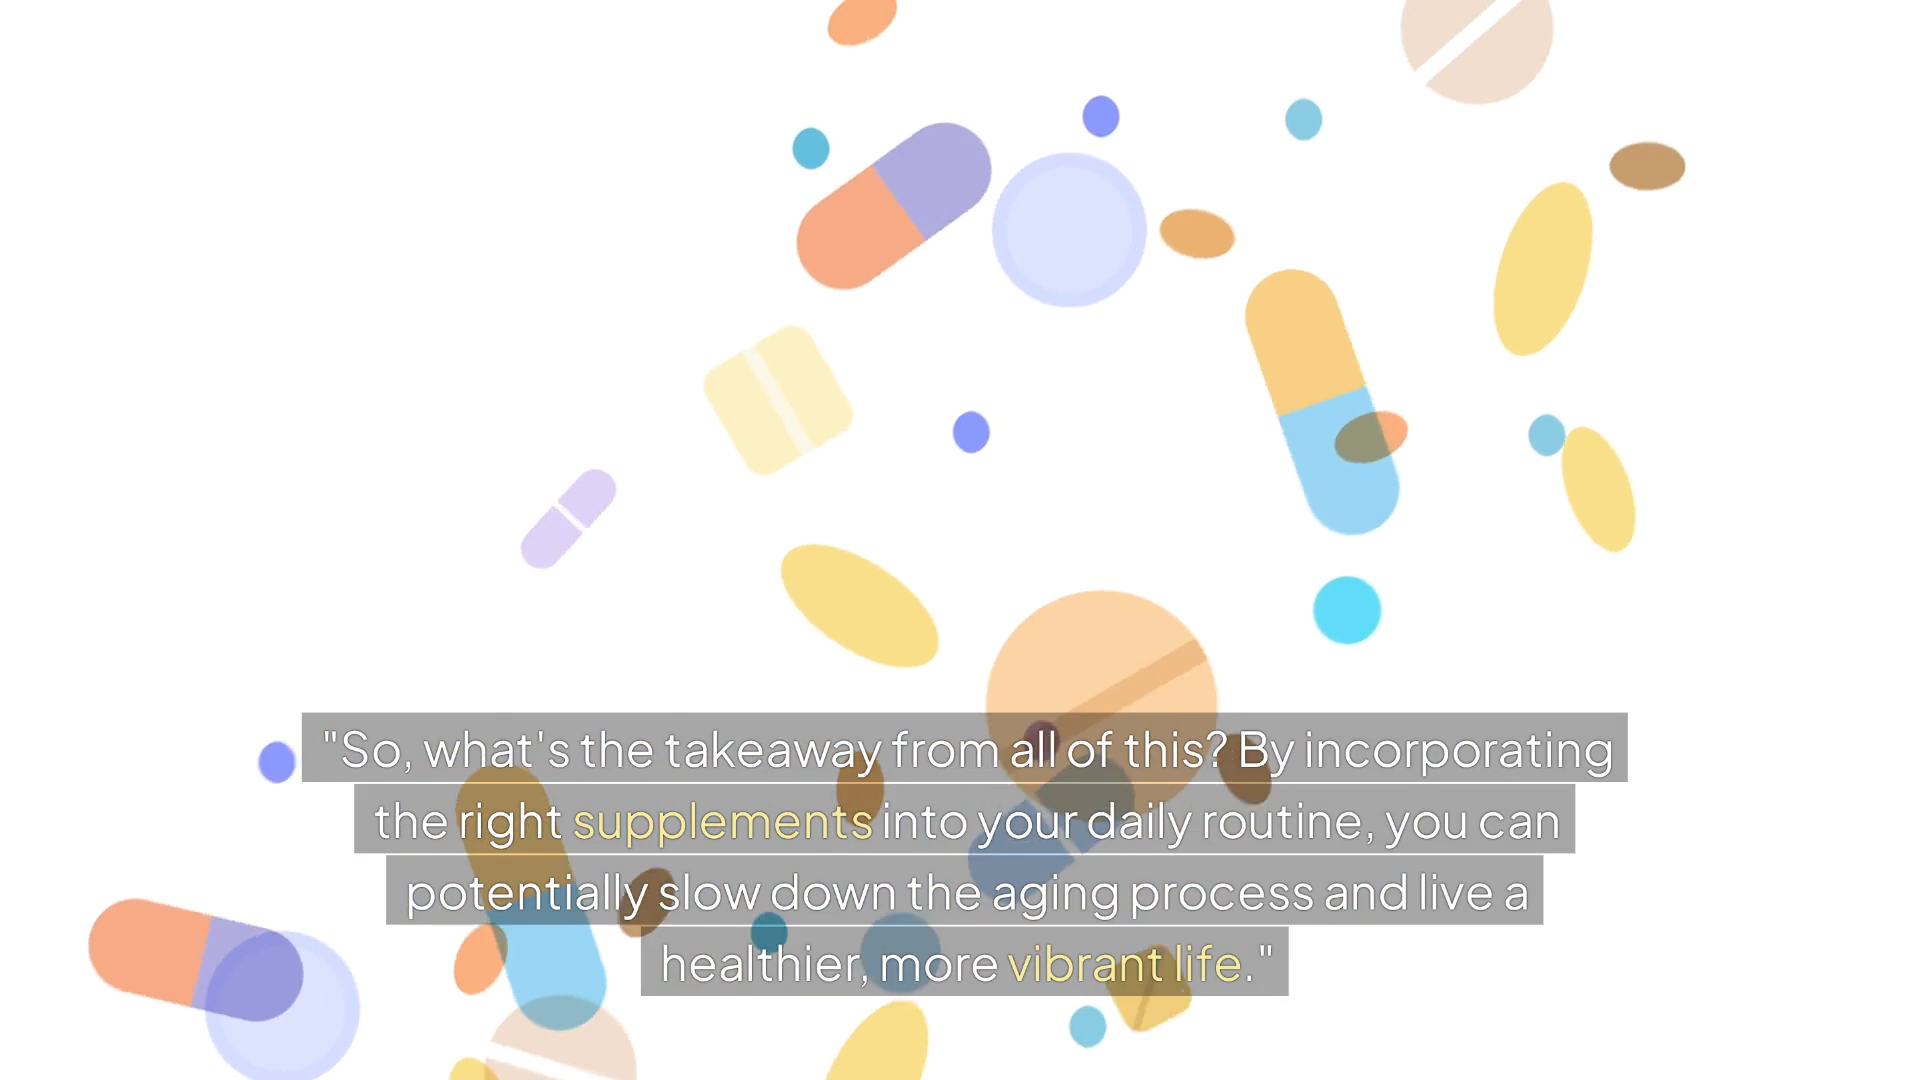 "So, what's the takeaway from all of this? By incorporating
the right supplements into your daily routine, you can
potentially slow down the aging process and live a
healthier, more vibrant life."